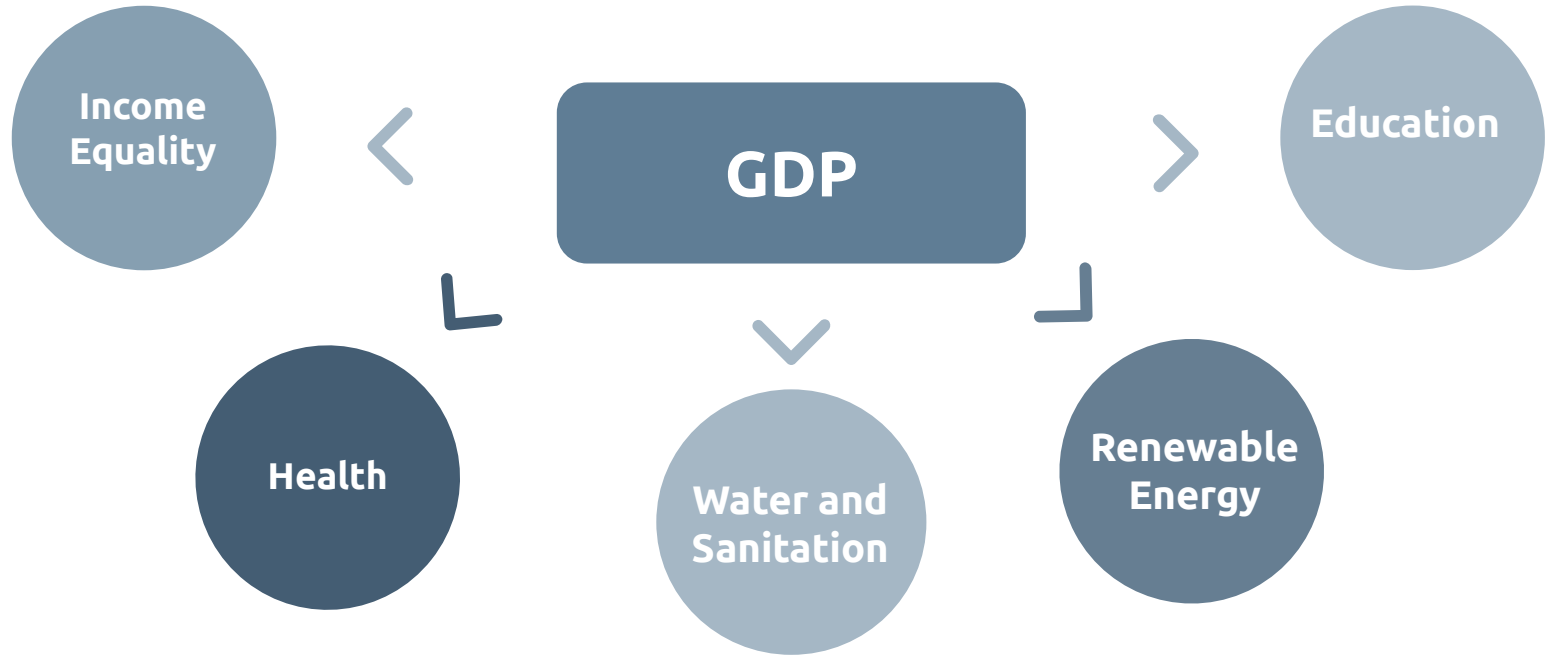 Income
Equality
GDP
Education
Health
Water and
Sanitation
Renewable
Energy